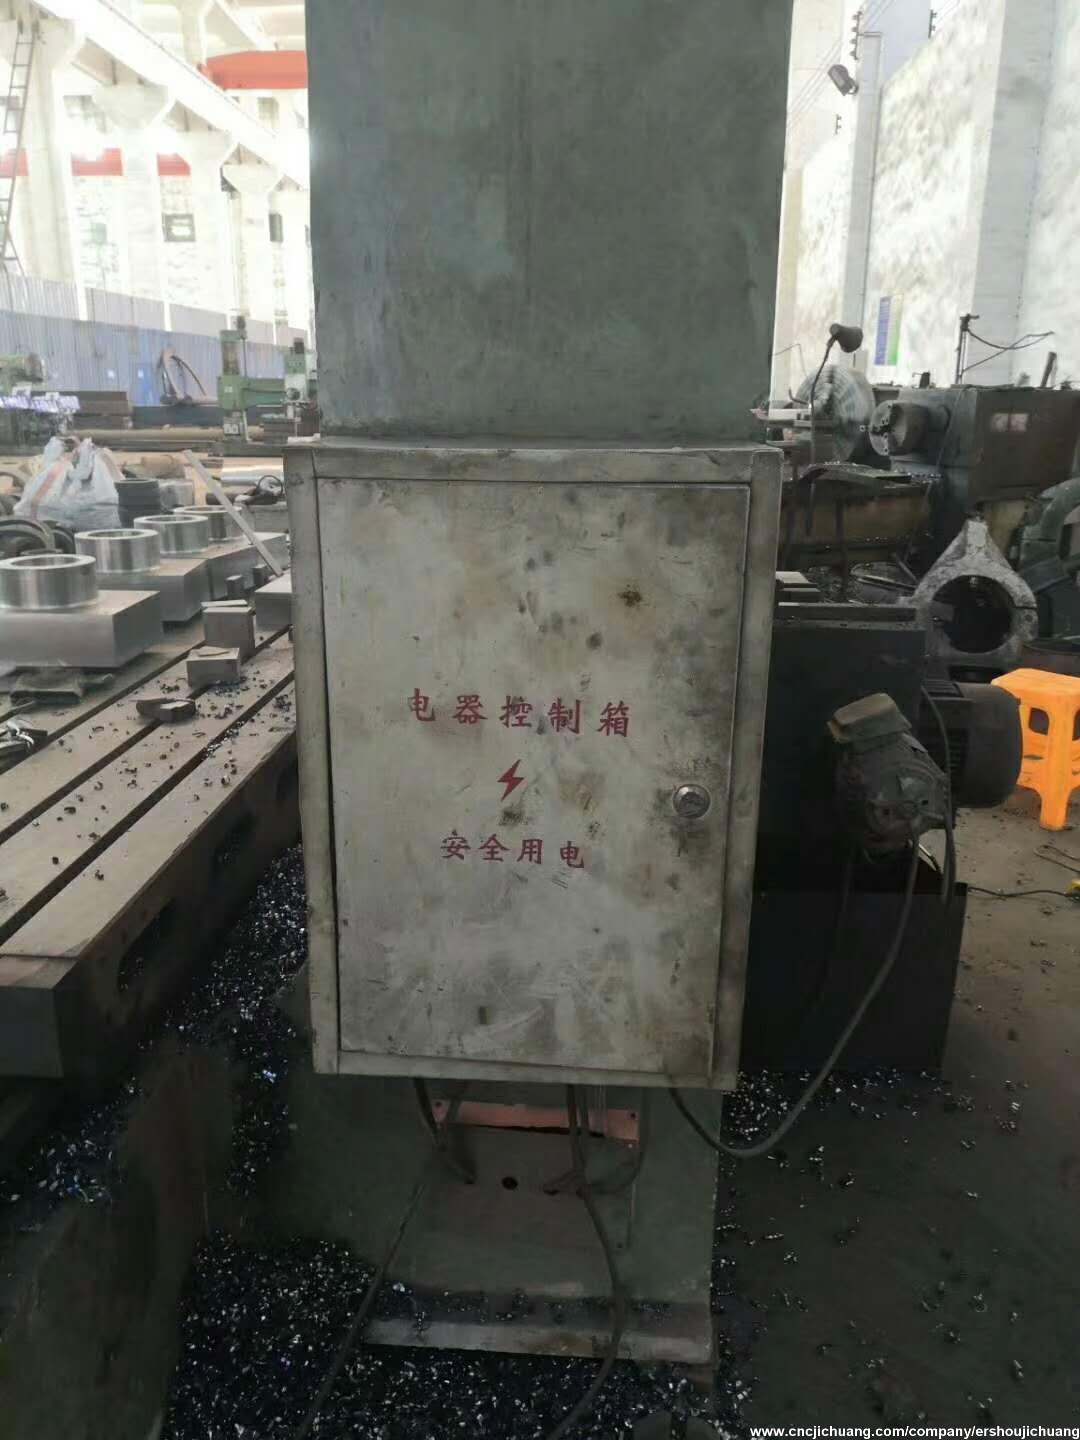 电器控制箱
安全用电
www.cncjichuang.com/company/ershoujichuang